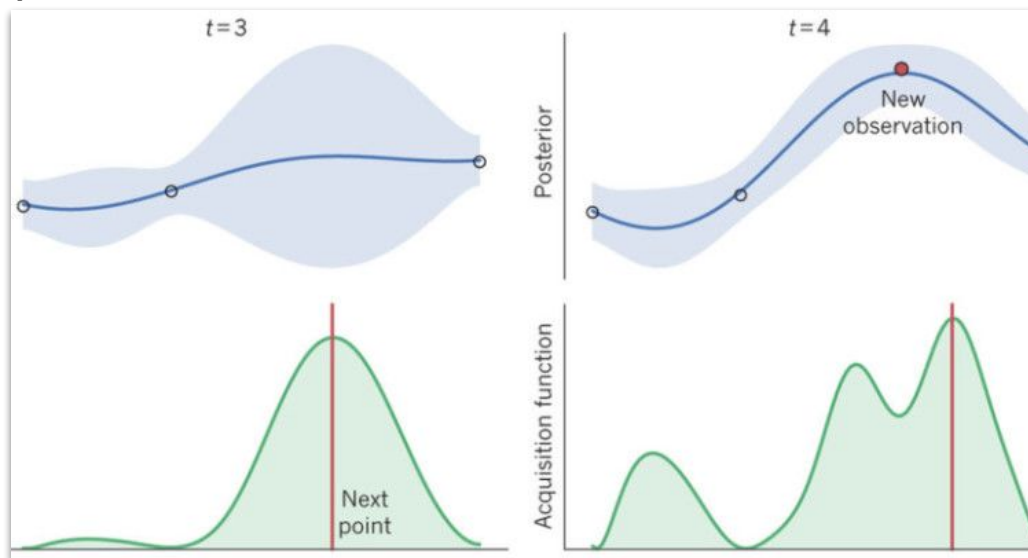 t=3
t=4
Posterior
New
observation
Acquisition function
Next
point